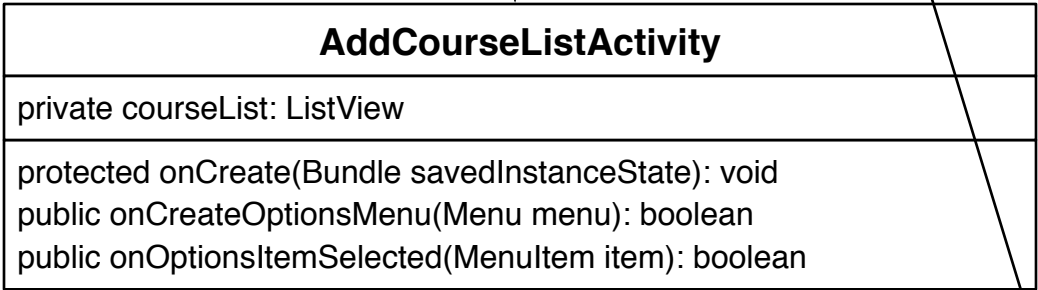 AddCourseListActivity
private courseList: ListView
protected onCreate(Bundle savedInstanceState): void
public onCreateOptionsMenu(Menu menu): boolean
public onOptionsItemSelected(MenuItem item): boolean